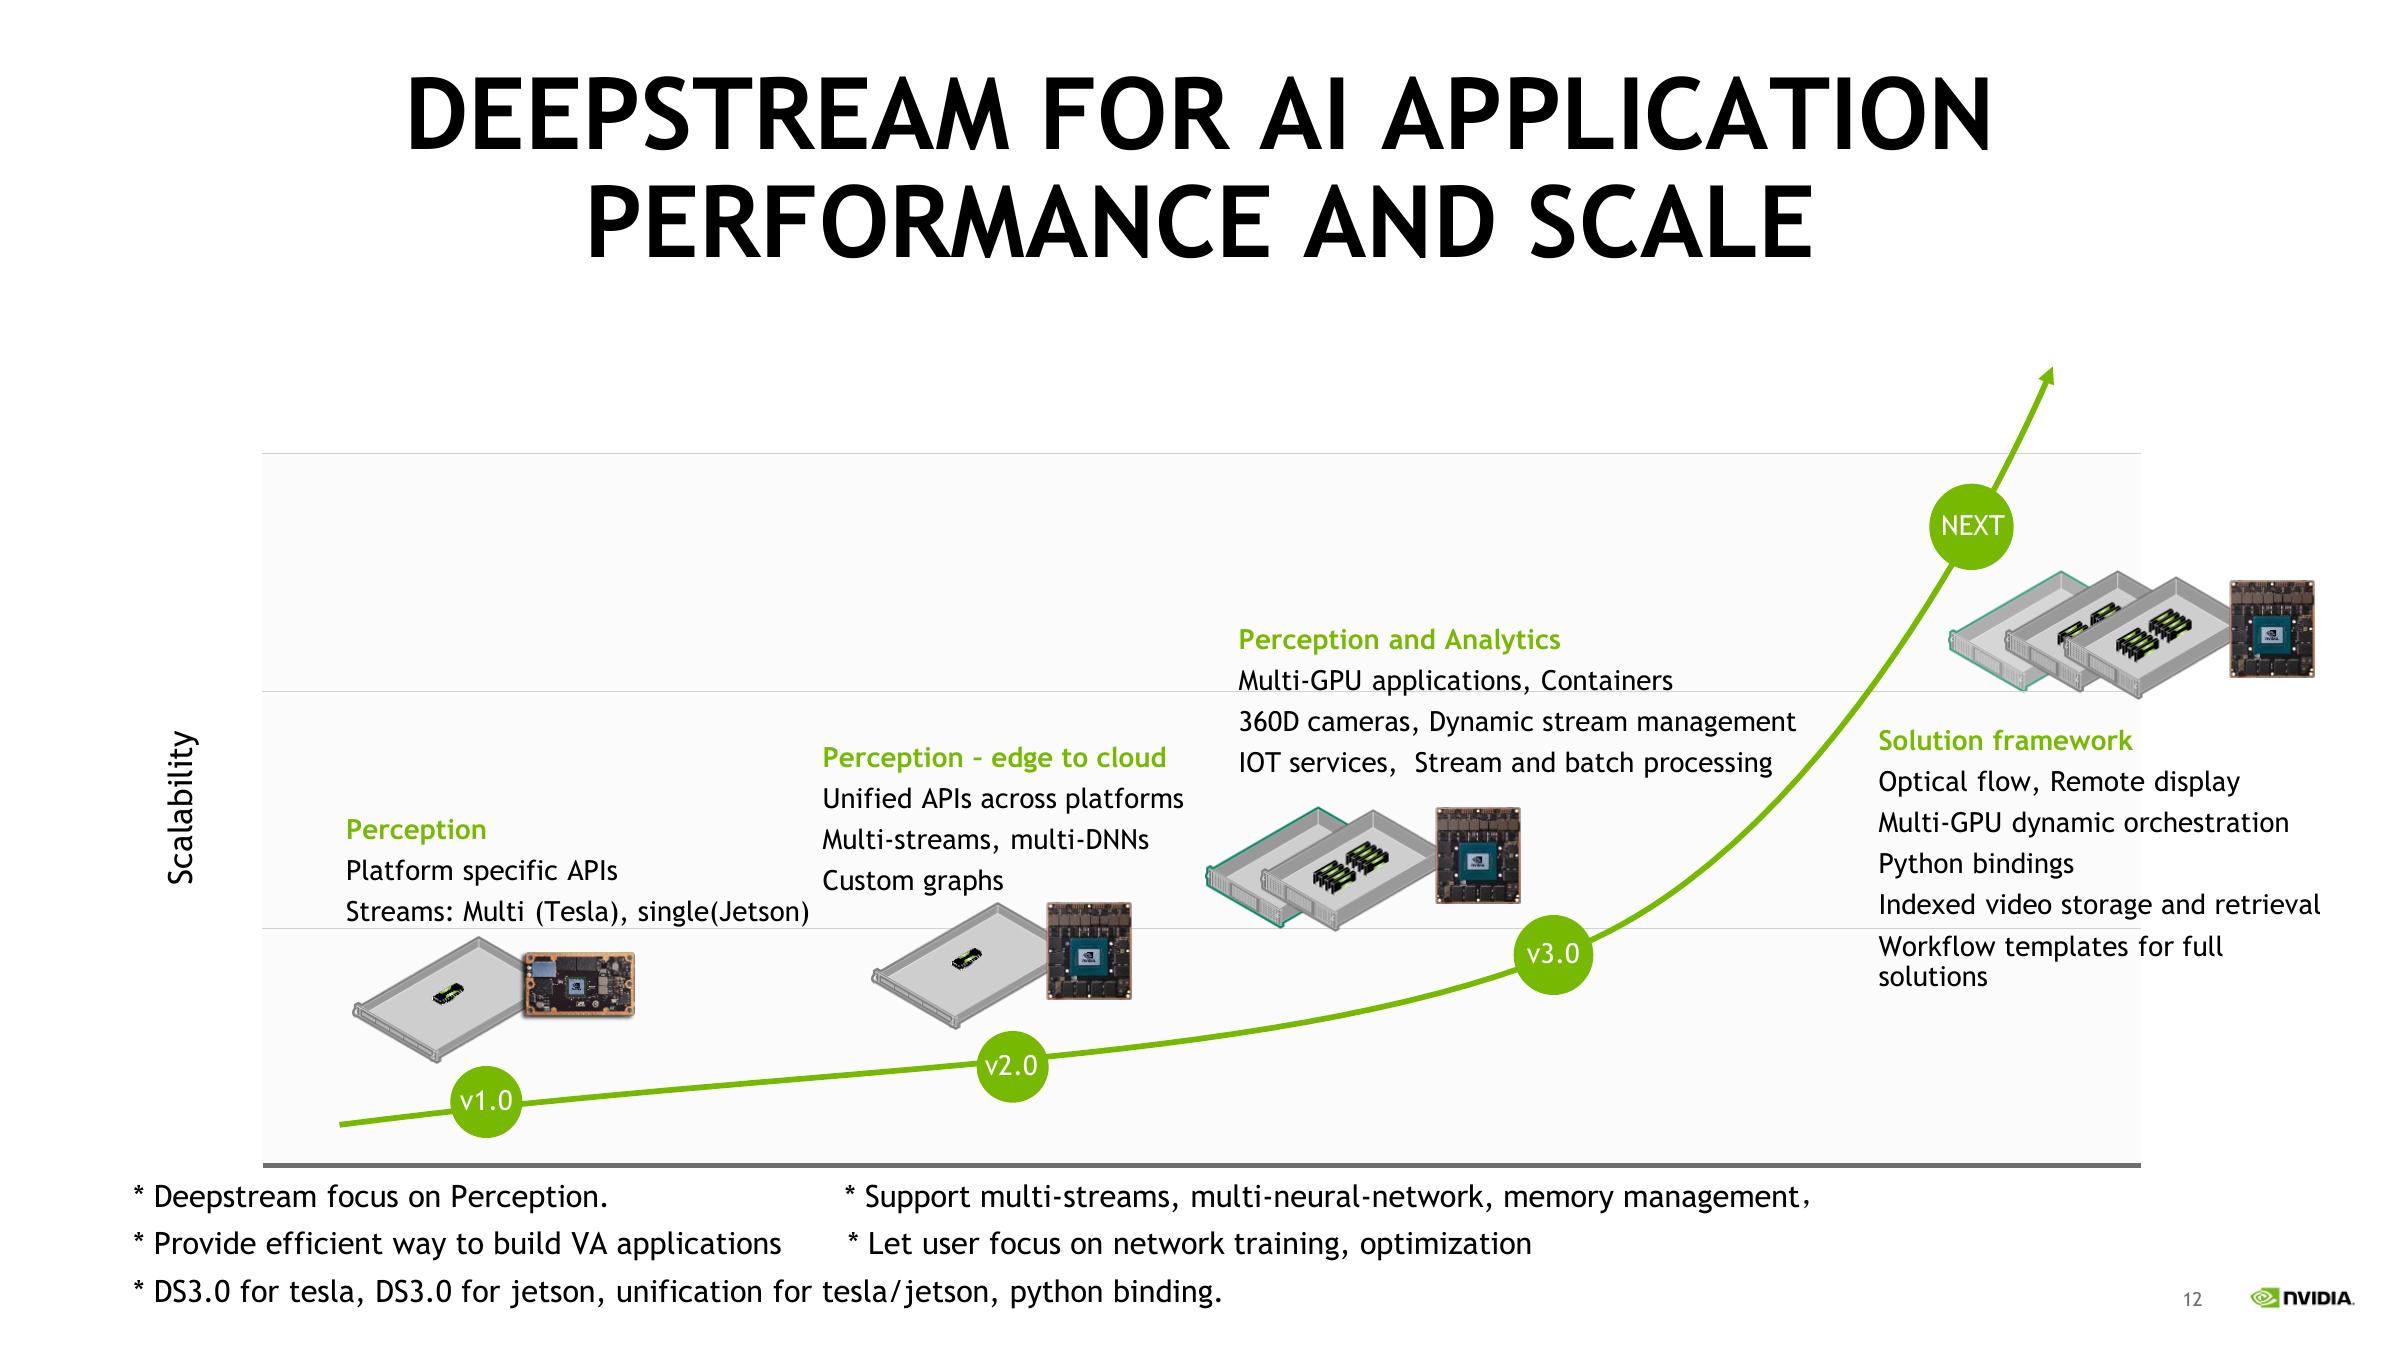 DEEPSTREAM FOR AI APPLICATION
PERFORMANCE AND SCALE
Scalability
Perception
Platform specific APIs
Streams: Multi (Tesla), single(Jetson)
v1.0
Perception – edge to cloud
Unified APIs across platforms
Multi-streams, multi-DNNs
Custom graphs
v2.0
Perception and Analytics
Multi-GPU applications, Containers
360D cameras, Dynamic stream management
IOT services,  Stream and batch processing
v3.0
NEXT
Solution framework
Optical flow, Remote display
Multi-GPU dynamic orchestration
Python bindings
Indexed video storage and retrieval
Workflow templates for full
solutions
* Deepstream focus on Perception.
* Support multi-streams, multi-neural-network, memory management，
* Provide efficient way to build VA applications
* Let user focus on network training, optimization
* DS3.0 for tesla, DS3.0 for jetson, unification for tesla/jetson, python binding.
12
NVIDIA.